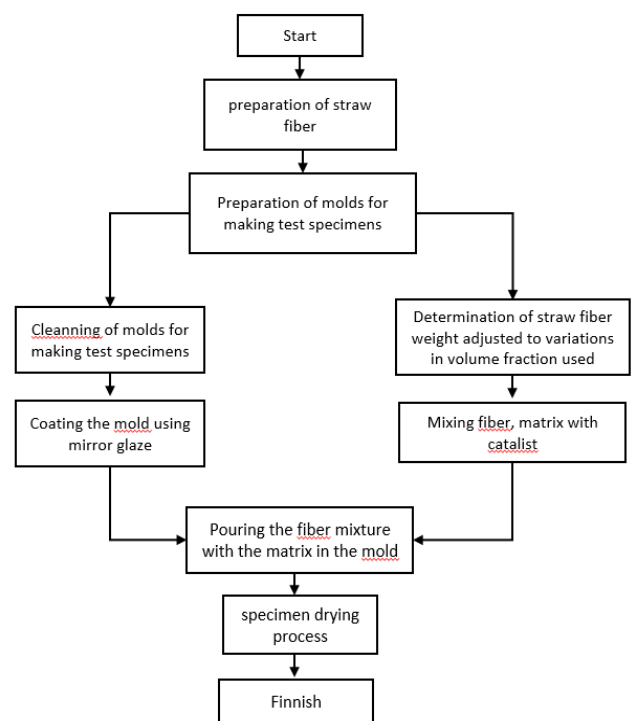 Start
preparation of straw
fiber
Preparation of molds for
making test specimens
Cleanning of molds for
making test specimens
Coating the mold using
mirror glaze
Determination of straw fiber
weight adjusted to variations
in volume fraction used
Mixing fiber, matrix with
catalist
Pouring the fiber mixture
with the matrix in the mold
specimen drying
process
Finnish